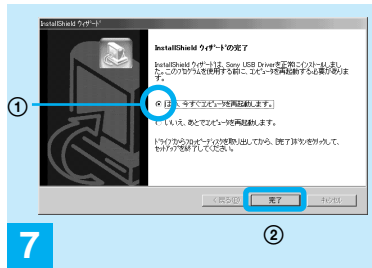 InstallShield ウィザード
InstallShield ウィザードの完了
InstallShield ウィザードは、Sony USB Driverを正常にインストールしまし
た。このプログラムを使用する前に、コンピュータを再起動する必要がありま
す。
①
はい、今すぐコンピュータを再起動します。
いいえ、あとでコンピュータを再起動します。
ドライブからフロッピーディスクを取り出してから、[完了]ボタンをクリックして、
セットアップを終了してください。
< 戻る(B)
完了
キャンセル
7
②